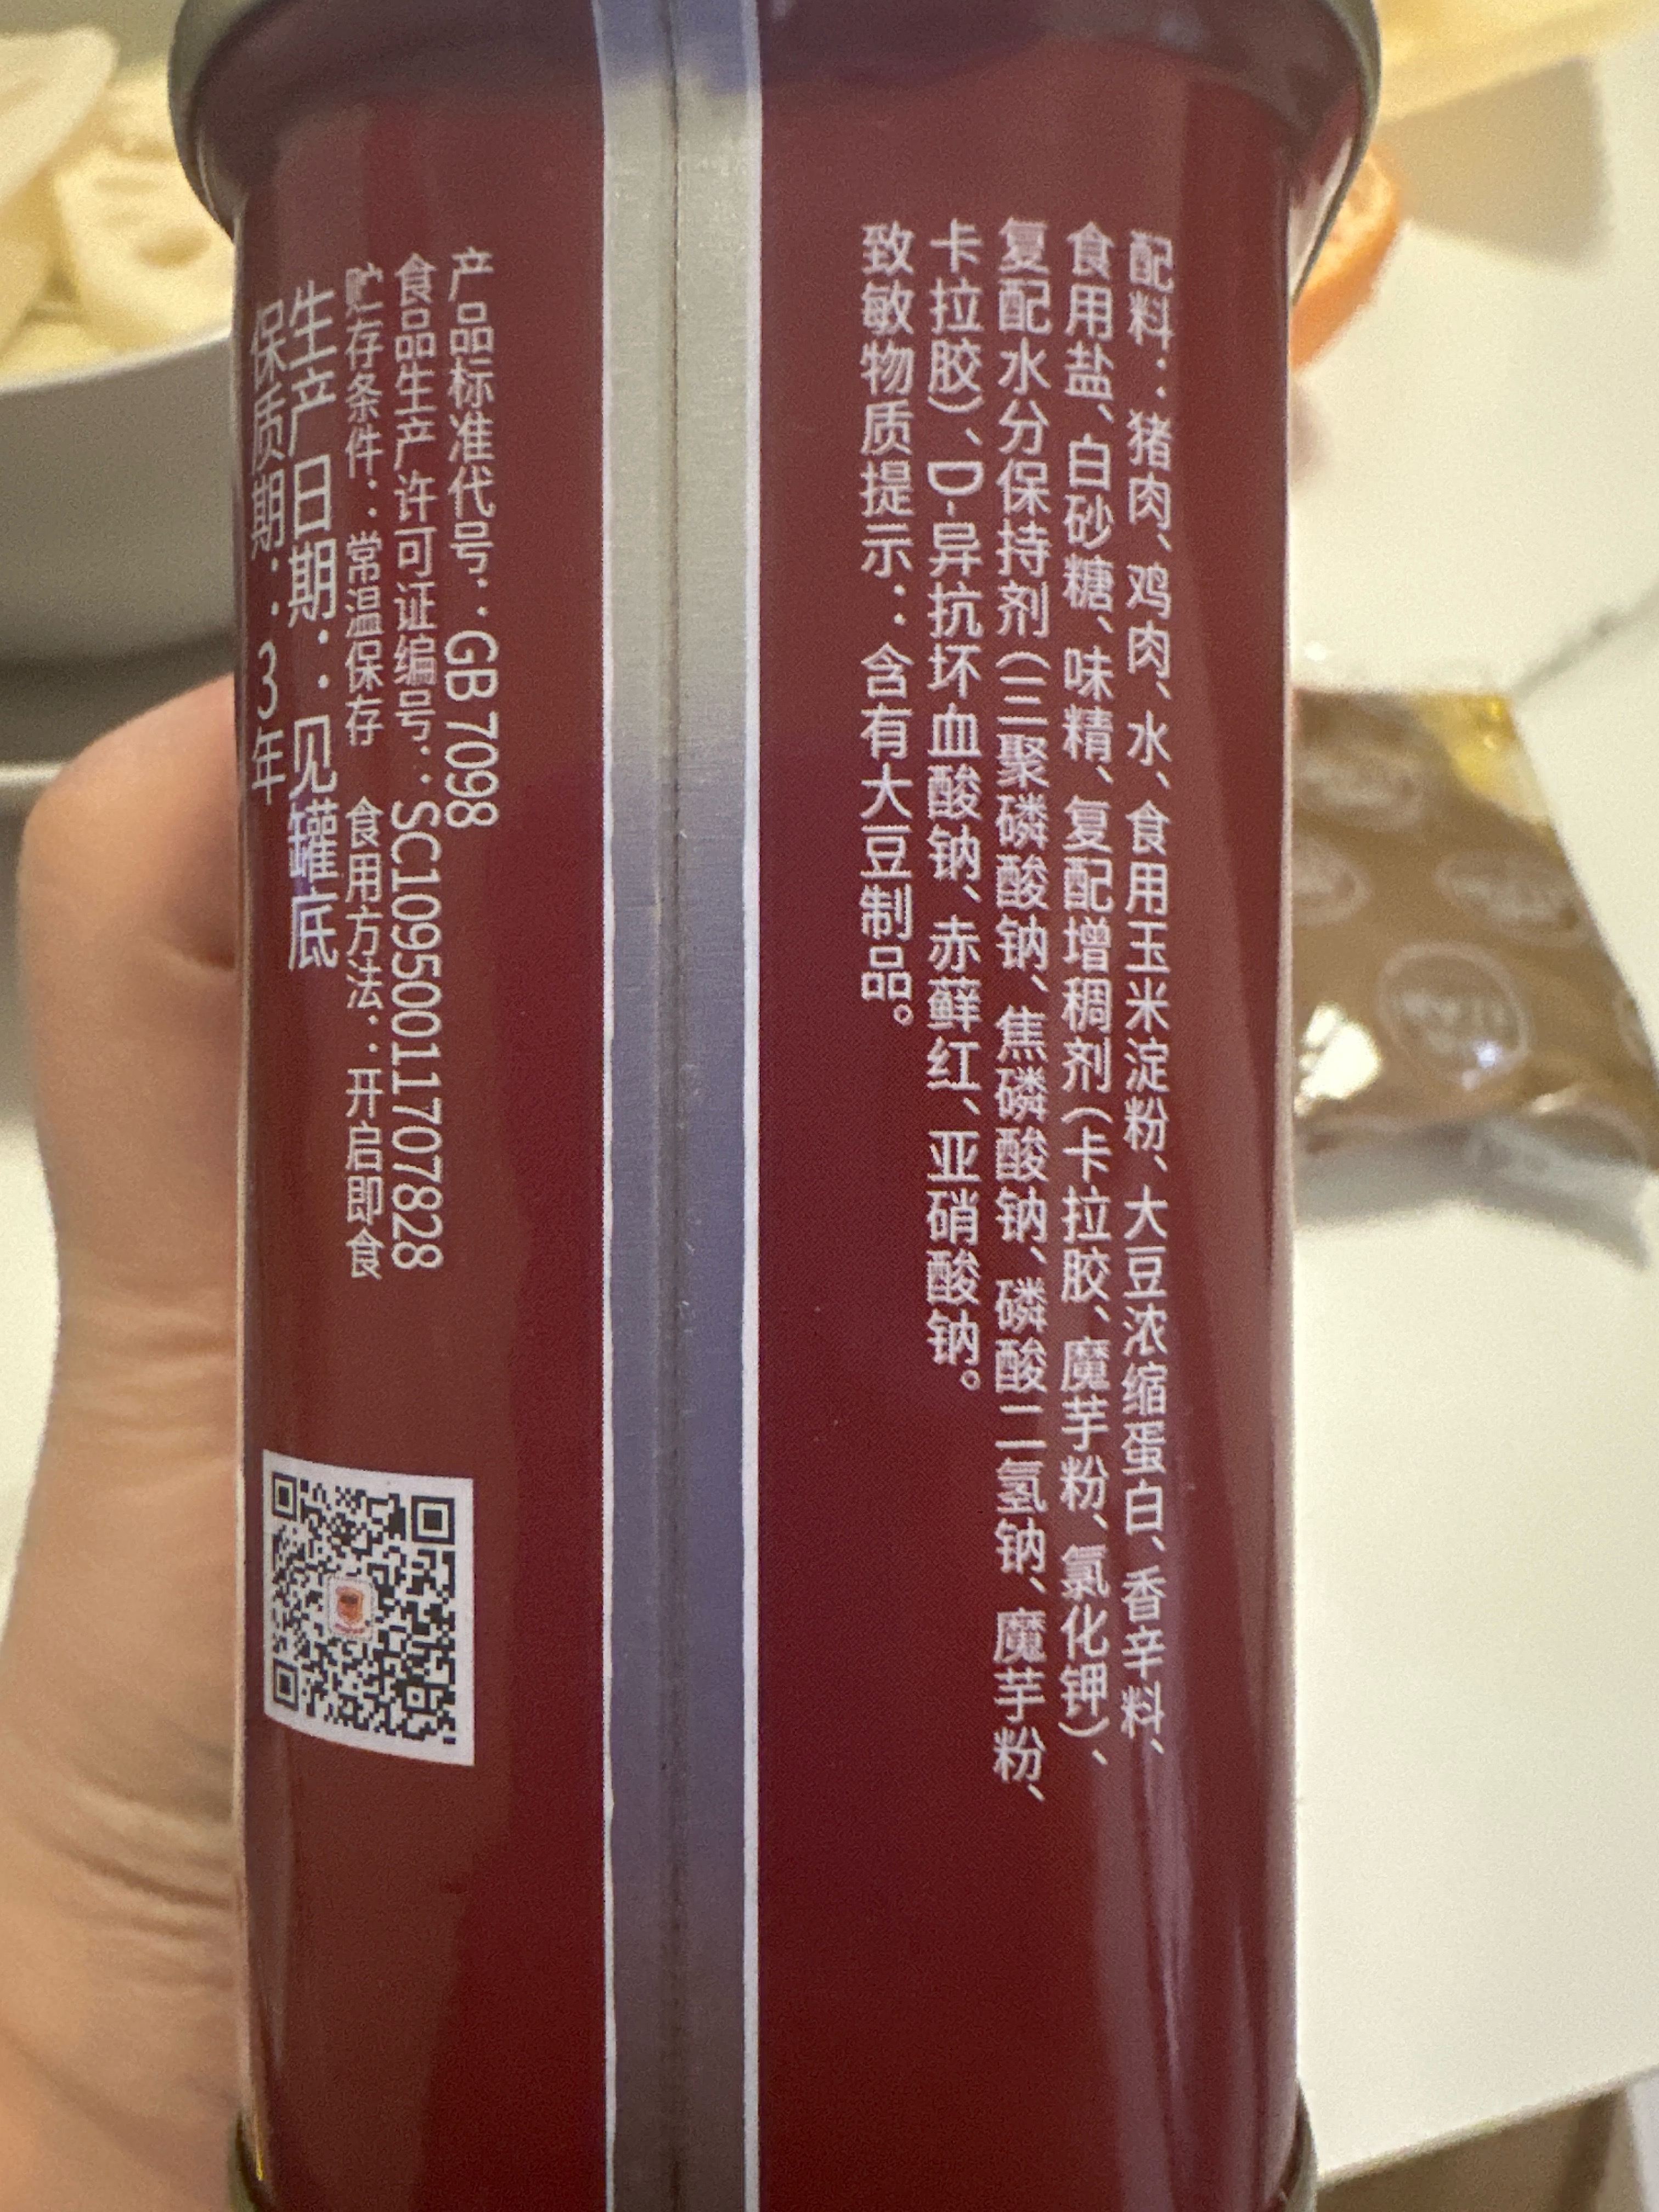 配料：猪肉、鸡肉、水、食用玉米淀粉、大豆浓缩蛋白、香辛料、
食用盐、白砂糖、味精、复配增稠剂（卡拉胶、魔芋粉、氯化钾）、
复配水分保持剂（三聚磷酸钠、焦磷酸钠、磷酸二氢钠、魔芋粉、
卡拉胶）、D-异抗坏血酸钠、赤藓红、亚硝酸钠。
致敏物质提示：含有大豆制品。
产品标准代号：GB 7098
食品生产许可证编号：SC10950011707828
贮存条件：常温保存 食用方法：开启即食
生产日期：见罐底
保质期：3年